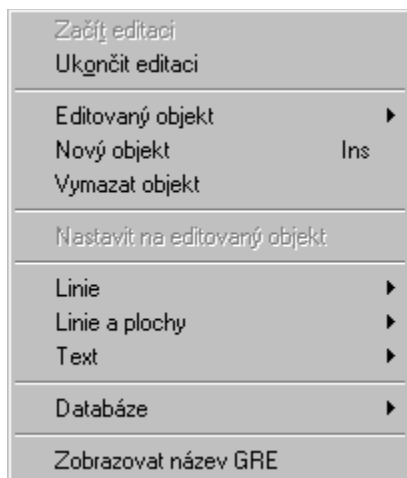 Začít editaci
Ukončit editaci
Editovaný objekt
Nový objekt Ins
Vymazat objekt
Nastavit na editovaný objekt
Linie
Linie a plochy
Text
Databáze
Zobrazovat název GRE